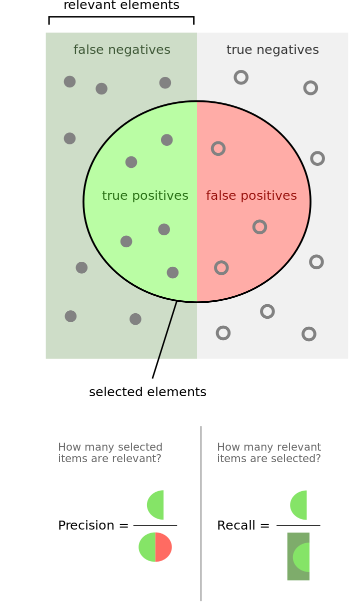 relevant elements
false negatives
true negatives
true positives
false positives
selected elements
How many selected
items are relevant?
How many relevant
items are selected?
Precision =
Recall =